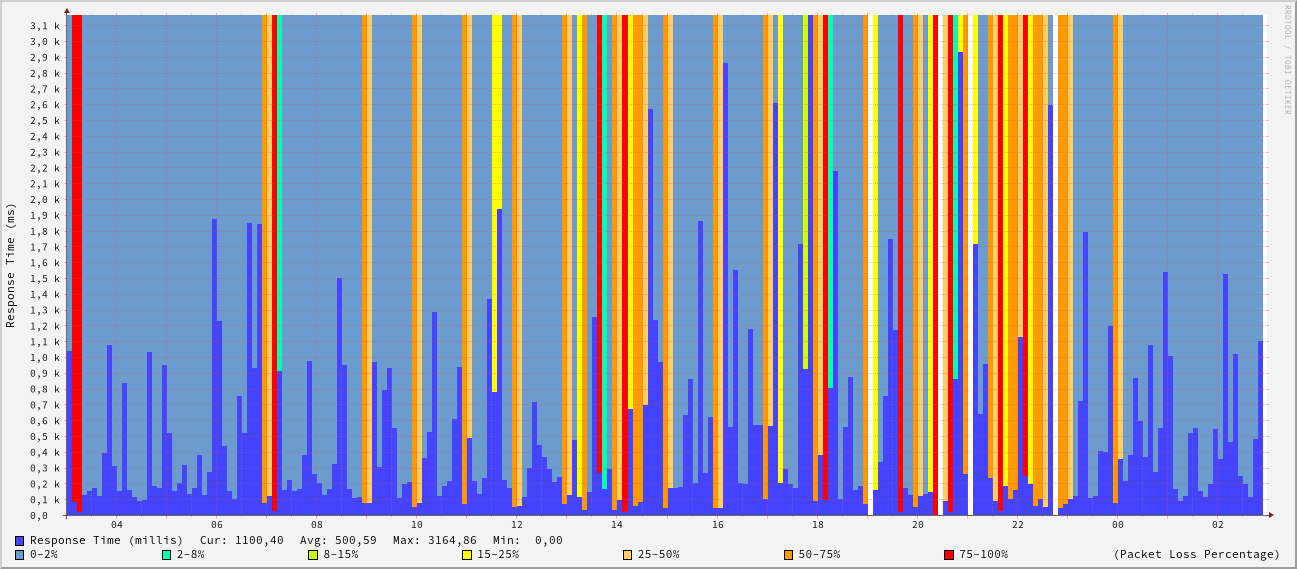 RRDTOOL / TOBI OETIKER
Response Time (ms)
3,1 k
3,0 k
2,9 k
2,8 k
2,7 k
2,6 k
2,5 k
2,4 k
2,3 k
2,2 k
2,1 k
2,0 k
1,9 k
1,8 k
1,7 k
1,6 k
1,5 k
1,4 k
1,3 k
1,2 k
1,1 k
1,0 k
0,9 k
0,8 k
0,7 k
0,6 k
0,5 k
0,4 k
0,3 k
0,2 k
0,1 k
0,0
04 06 08 10 12 14 16 18 20 22 00 02
Response Time (millis) Cur: 1100,40 Avg: 500,59 Max: 3164,86 Min: 0,00
0-2% 2-8% 8-15% 15-25% 25-50% 50-75% 75-100% (Packet Loss Percentage)